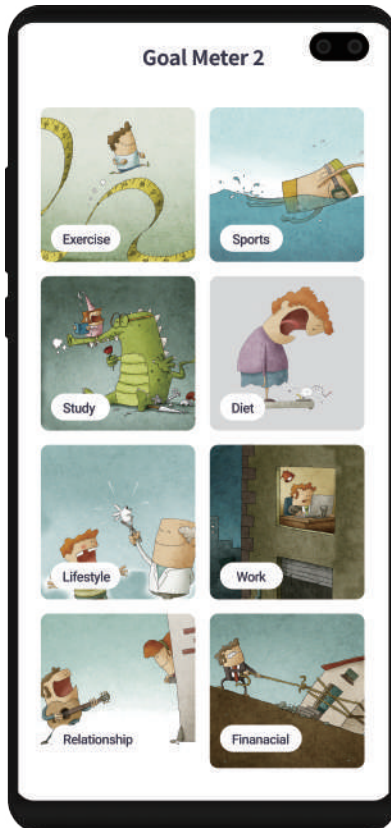 Goal Meter 2
Exercise
Sports
Study
Diet
Lifestyle
Work
Relationship
Finanacial